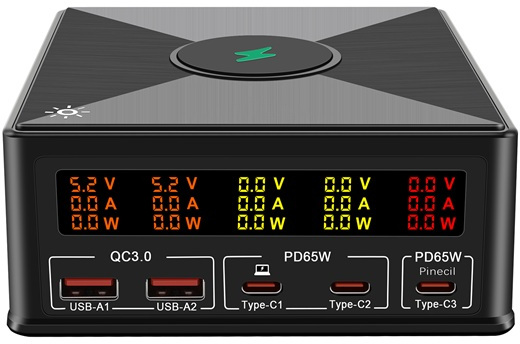 5.2 V 5.2 V 0.0 V 0.0 V 0.0 V
0.0 A 0.0 A 0.0 A 0.0 A 0.0 A
0.0 W 0.0 W 0.0 W 0.0 W 0.0 W
QC3.0 PD65W PD65W
Pinecil
USB-A1 USB-A2 Type-C1 Type-C2 Type-C3